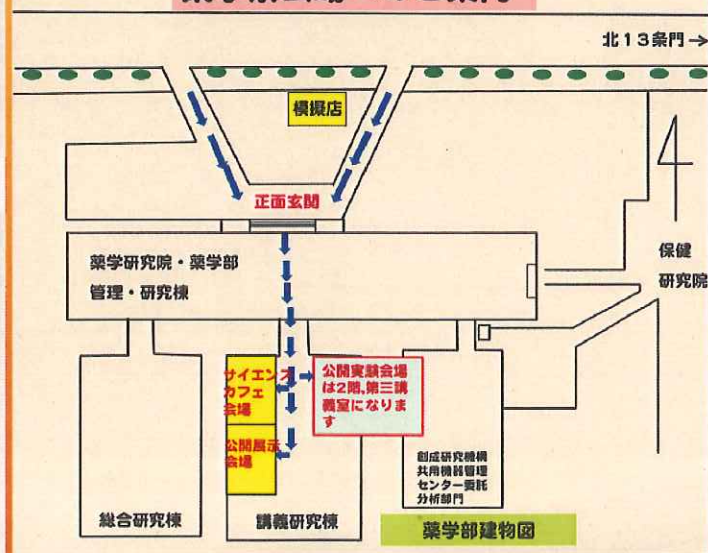 北13条門→
模擬店
正面玄関
保健
研究院
薬学研究院・薬学部
管理・研究棟
サイエンス
カフェ
会場
公開実験会場
は2階,第三講
義室になりま
す
公開展示
会場
創成研究機構
共用機器管理
センター委託
分析部門
総合研究棟
講義研究棟
薬学部建物図